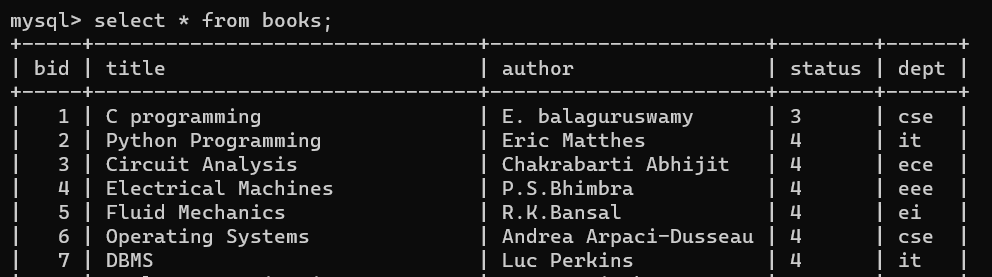 mysql> select * from books;
+-----+--------------------------------+-----------------------+--------+------+
| bid | title                          | author                | status | dept |
+-----+--------------------------------+-----------------------+--------+------+
|   1 | C programming                  | E. balaguruswamy      | 3      | cse  |
|   2 | Python Programming             | Eric Matthes          | 4      | it   |
|   3 | Circuit Analysis               | Chakrabarti Abhijit   | 4      | ece  |
|   4 | Electrical Machines            | P.S.Bhimbra           | 4      | eee  |
|   5 | Fluid Mechanics                | R.K.Bansal            | 4      | ei   |
|   6 | Operating Systems              | Andrea Arpaci-Dusseau | 4      | cse  |
|   7 | DBMS                           | Luc Perkins           | 4      | it   |